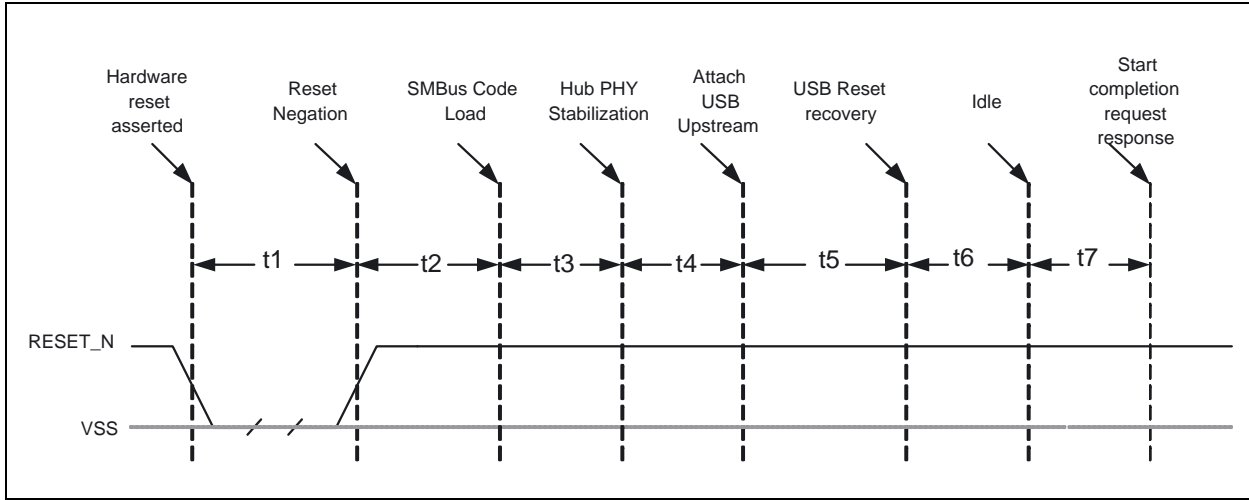 Hardware
reset
asserted
Reset
Negation
SMBus Code
Load
Hub PHY
Stabilization
Attach
USB
Upstream
USB Reset
recovery
Idle
Start
completion
request
response
t1
t2
t3
t4
t5
t6
t7
RESET_N
VSS